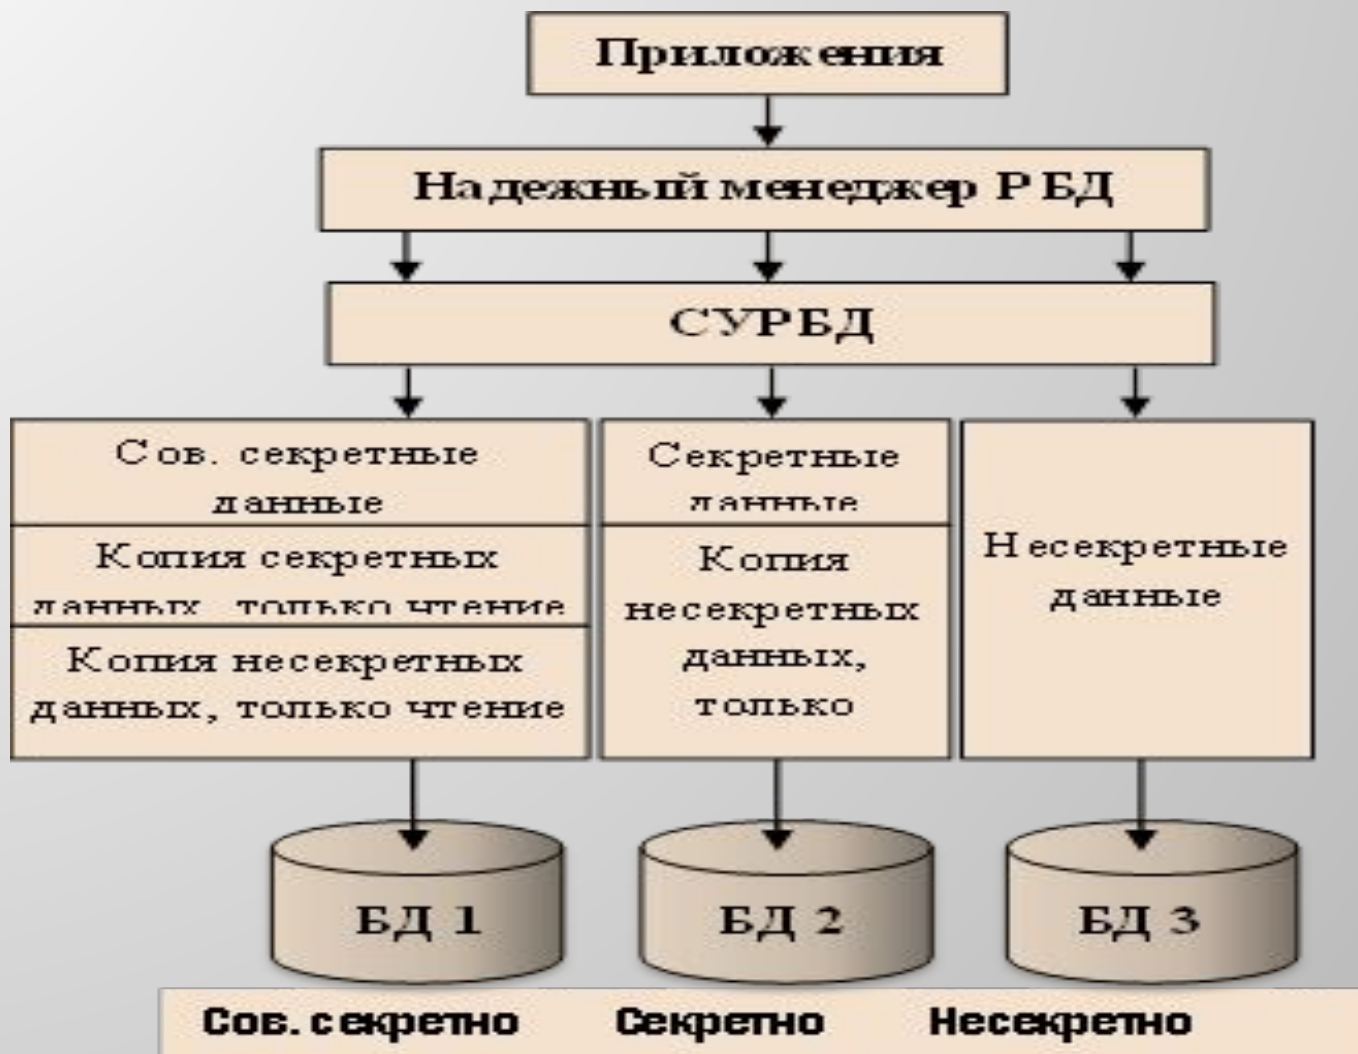 Приложения
Надежный менеджер РБД
СУРБД
Сов. секретные
данные
Копия секретных
данных, только чтение
Копия несекретных
данных, только чтение
Секретные
данные
Копия
несекретных
данных,
только
Несекретные
данные
БД 1
БД 2
БД 3
Сов. секретно Секретно Несекретно